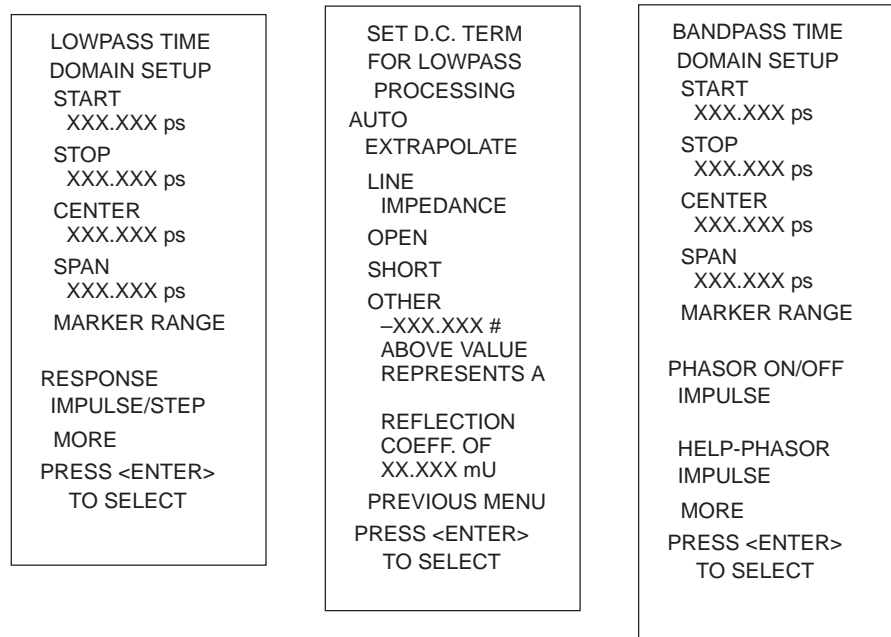 LOWPASS TIME
DOMAIN SETUP
START
XXX.XXX ps
STOP
XXX.XXX ps
CENTER
XXX.XXX ps
SPAN
XXX.XXX ps
MARKER RANGE
RESPONSE
IMPULSE/STEP
MORE
PRESS <ENTER>
TO SELECT
SET D.C. TERM
FOR LOWPASS
PROCESSING
AUTO
EXTRAPOLATE
LINE
IMPEDANCE
OPEN
SHORT
OTHER
–XXX.XXX #
ABOVE VALUE
REPRESENTS A
REFLECTION
COEFF. OF
XX.XXX mU
PREVIOUS MENU
PRESS <ENTER>
TO SELECT
BANDPASS TIME
DOMAIN SETUP
START
XXX.XXX ps
STOP
XXX.XXX ps
CENTER
XXX.XXX ps
SPAN
XXX.XXX ps
MARKER RANGE
PHASOR ON/OFF
IMPULSE
HELP-PHASOR
IMPULSE
MORE
PRESS <ENTER>
TO SELECT